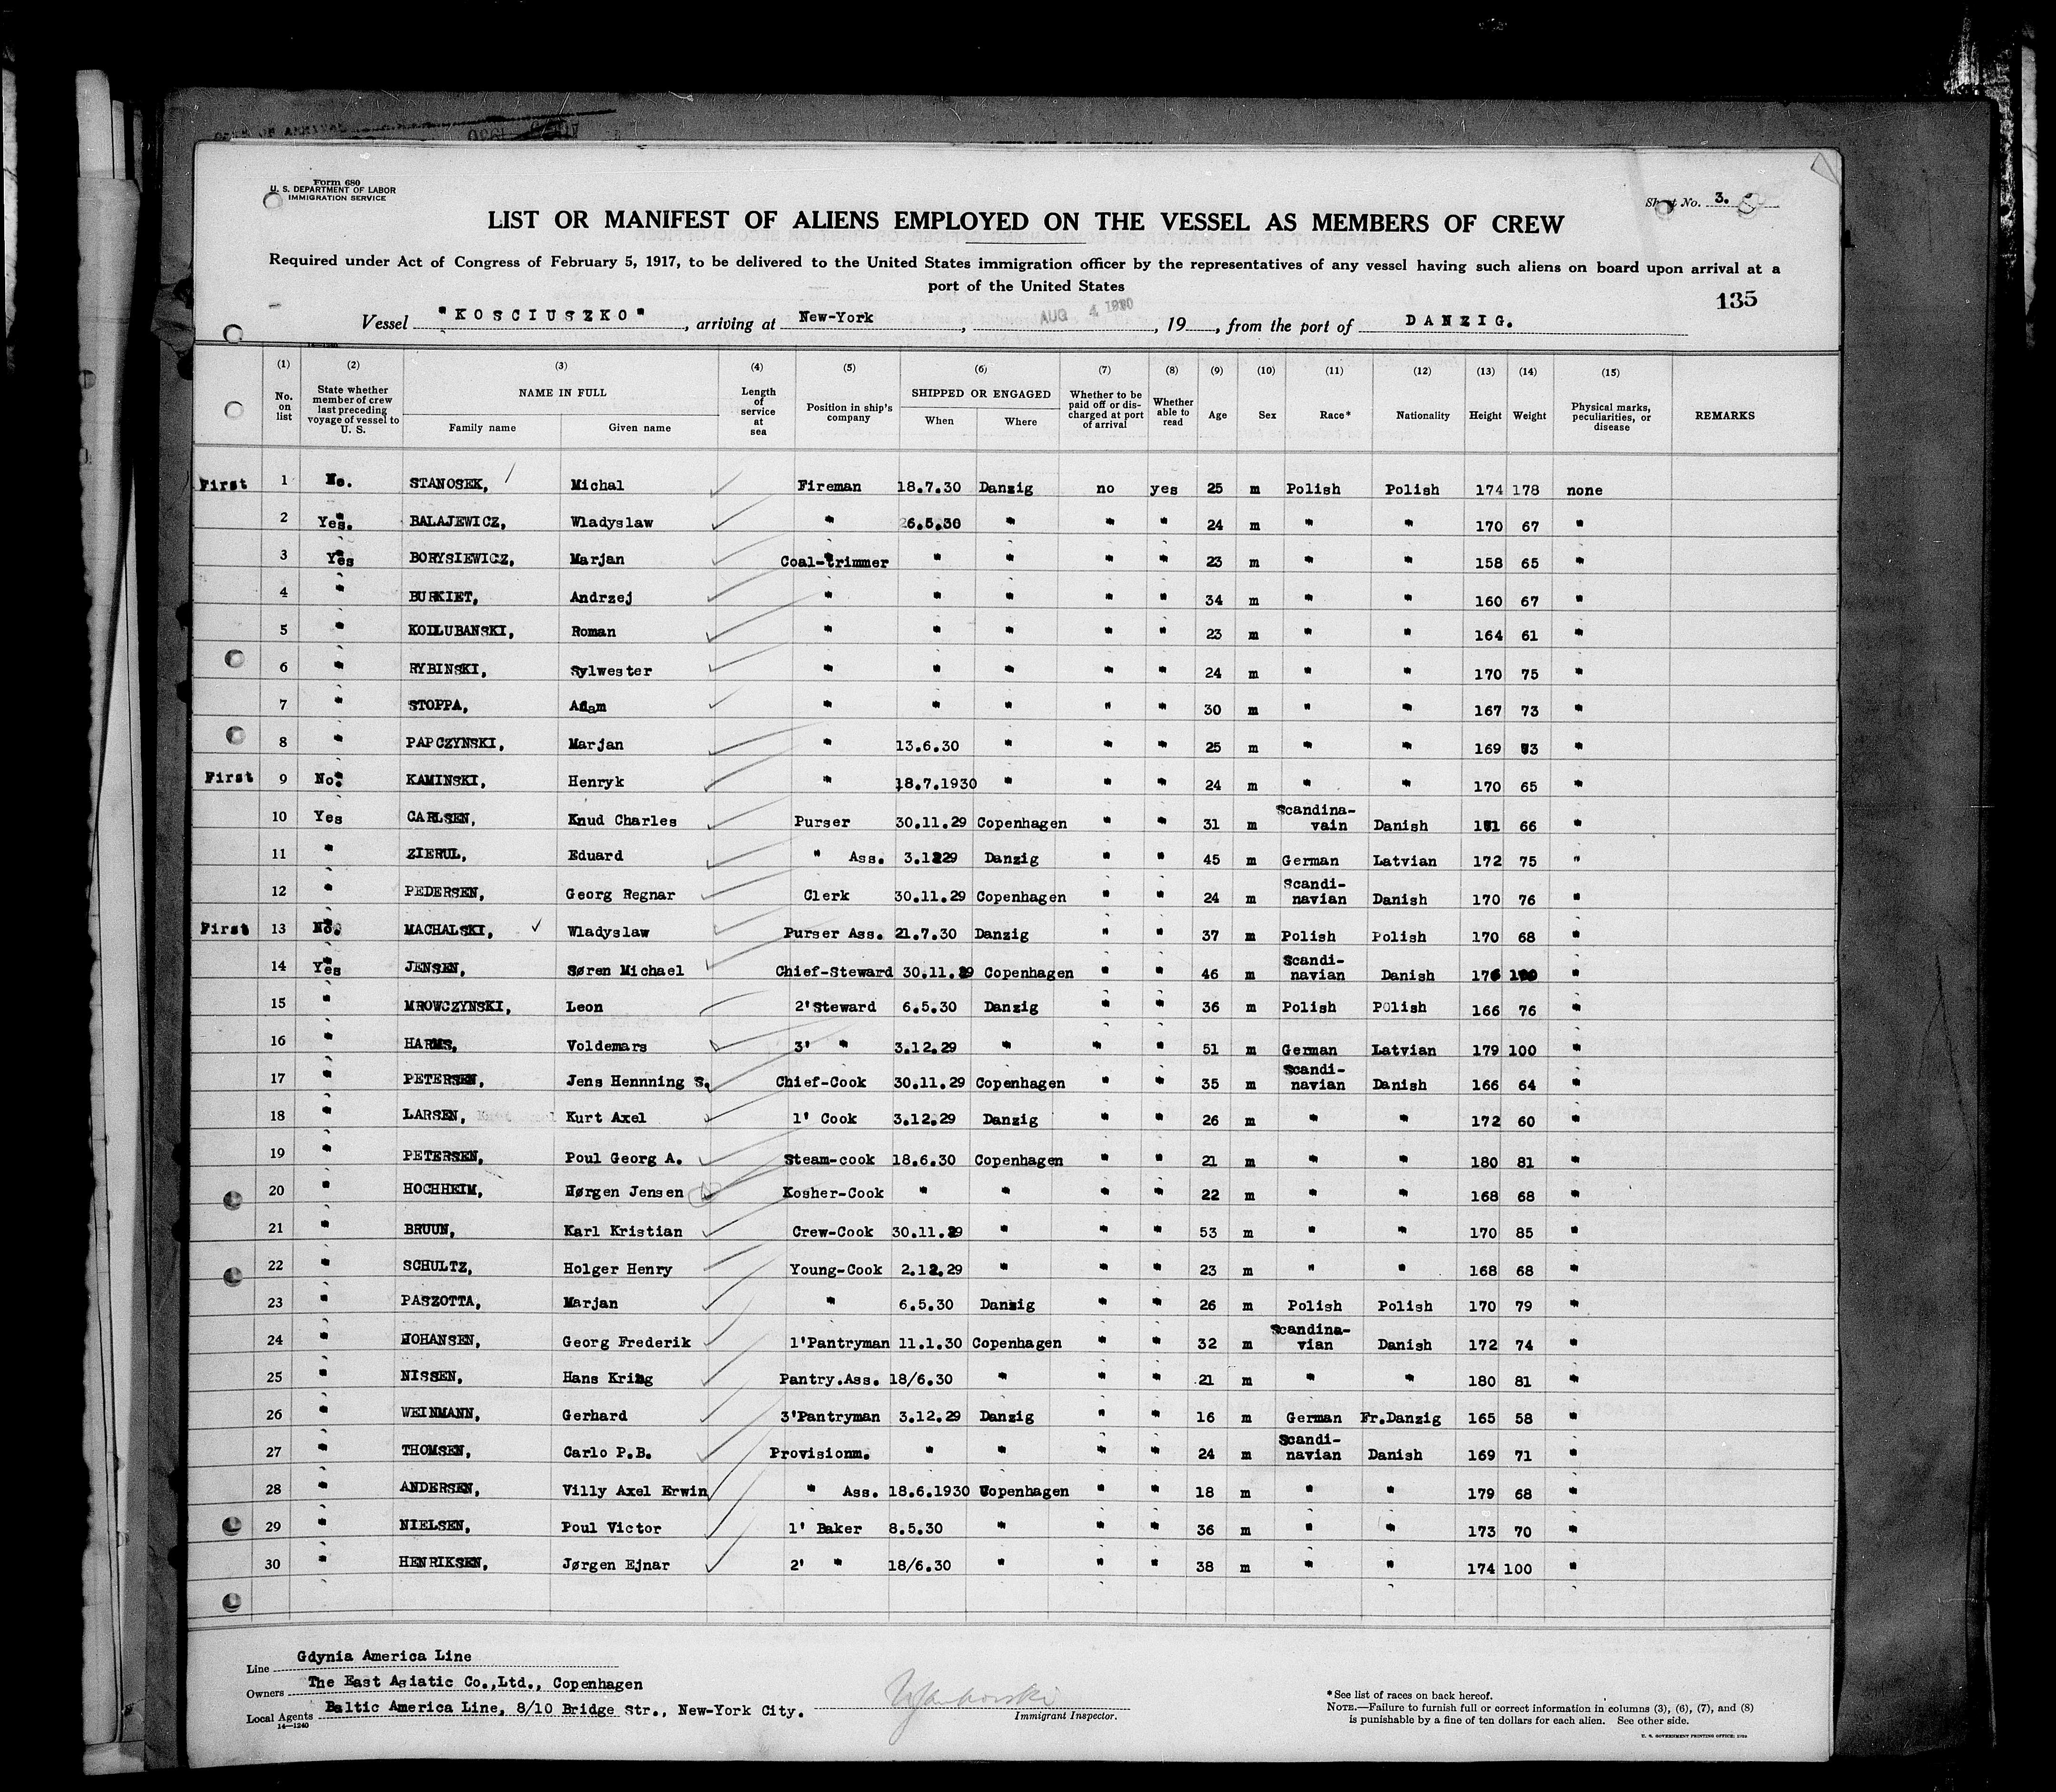 Form 680
U. S. DEPARTMENT OF LABOR
IMMIGRATION SERVICE
Sheet No. 3.
LIST OR MANIFEST OF ALIENS EMPLOYED ON THE VESSEL AS MEMBERS OF CREW
Required under Act of Congress of February 5, 1917, to be delivered to the United States immigration officer by the representatives of any vessel having such aliens on board upon arrival at a
port of the United States
135
Vessel "KOSCIUSZKO", arriving at New-York, AUG 4 1930, 19 , from the port of DANZIG.
(1) (2) (3) (4) (5) (6) (7) (8) (9) (10) (11) (12) (13) (14) (15)
No. on list State whether member of crew last preceding voyage of vessel to U. S. NAME IN FULL Family name Given name Length of service at sea Position in ship's company SHIPPED OR ENGAGED When Where Whether to be paid off or discharged at port of arrival Whether able to read Age Sex Race* Nationality Height Weight Physical marks, peculiarities, or disease REMARKS
First 1 No. STANOSEK, Michal Fireman 18.7.30 Danzig no yes 25 m Polish Polish 174 178 none
2 Yes. BALAJEWICZ, Wladyslaw " 26.5.30 " " " 24 m " " 170 67 "
3 Yes BORYSIEWICZ, Marjan Coal-trimmer " " " " 23 m " " 158 65 "
4 " BURKIET, Andrzej " " " " " 34 m " " 160 67 "
5 " KODLUBANSKI, Roman " " " " " 23 m " " 164 61 "
6 " RYBINSKI, Sylwester " " " " " 24 m " " 170 75 "
7 " STOPPA, Adam " " " " " 30 m " " 167 73 "
8 " PAPCZYNSKI, Marjan " 13.6.30 " " " 25 m " " 169 73 "
First 9 No. KAMINSKI, Henryk " 18.7.1930 " " " 24 m " " 170 65 "
10 Yes CARLSEN, Knud Charles Purser 30.11.29 Copenhagen " " 31 m Scandina-vain Danish 171 66 "
11 " ZIERUL, Eduard " Ass. 3.1229 Danzig " " 45 m German Latvian 172 75 "
12 " PEDERSEN, Georg Regnar Clerk 30.11.29 Copenhagen " " 24 m Scandi-navian Danish 170 76 "
First 13 No. MACHALSKI, Wladyslaw Purser Ass. 21.7.30 Danzig " " 37 m Polish Polish 170 68 "
14 Yes JENSEN, Søren Michael Chief-Steward 30.11.29 Copenhagen " " 46 m Scandi-navian Danish 176 "
15 " MROWCZYNSKI, Leon 2'Steward 6.5.30 Danzig " " 36 m Polish Polish 166 76 "
16 " HARMS, Voldemars 3' " 3.12.29 " " " 51 m German Latvian 179 100 "
17 " PETERSEN, Jens Hennning S. Chief-Cook 30.11.29 Copenhagen " " 35 m Scandi-navian Danish 166 64 "
18 " LARSEN, Kurt Axel 1' Cook 3.12.29 Danzig " " 26 m " " 172 60 "
19 " PETERSEN, Poul Georg A. Steam-cook 18.6.30 Copenhagen " " 21 m " " 180 81 "
20 " HOCHHEIM, Jørgen Jensen Kosher-Cook " " " " 22 m " " 168 68 "
21 " BRUUN, Karl Kristian Crew-Cook 30.11.29 " " " 53 m " " 170 85 "
22 " SCHULTZ, Holger Henry Young-Cook 2.12.29 " " " 23 m " " 168 68 "
23 " PASZOTTA, Marjan " 6.5.30 Danzig " " 26 m Polish Polish 170 79 "
24 " JOHANSEN, Georg Frederik 1'Pantryman 11.1.30 Copenhagen " " 32 m Scandina-vian Danish 172 74 "
25 " NISSEN, Hans Pantry.Ass. 18/6.30 " " " 21 m " " 180 81 "
26 " WEINMANN, Gerhard 3'Pantryman 3.12.29 Danzig " " 16 m German Fr.Danzig 165 58 "
27 " THOMSEN, Carlo P.B. Provisionm. " " " " 24 m Scandi-navian Danish 169 71 "
28 " ANDERSEN, Villy Axel Erwin " Ass. 18.6.1930 Copenhagen " " 18 m " " 179 68 "
29 " NIELSEN, Poul Victor 1' Baker 8.5.30 " " " 36 m " " 173 70 "
30 " HENRIKSEN, Jørgen Ejnar 2' " 18/6.30 " " " 38 m " " 174 100 "
Line Gdynia America Line
Owners The East Asiatic Co.,Ltd., Copenhagen
Local Agents Baltic America Line, 8/10 Bridge Str., New-York City.
14—1240
Immigrant Inspector.
*See list of races on back hereof.
NOTE.—Failure to furnish full or correct information in columns (3), (6), (7), and (8)
is punishable by a fine of ten dollars for each alien. See other side.